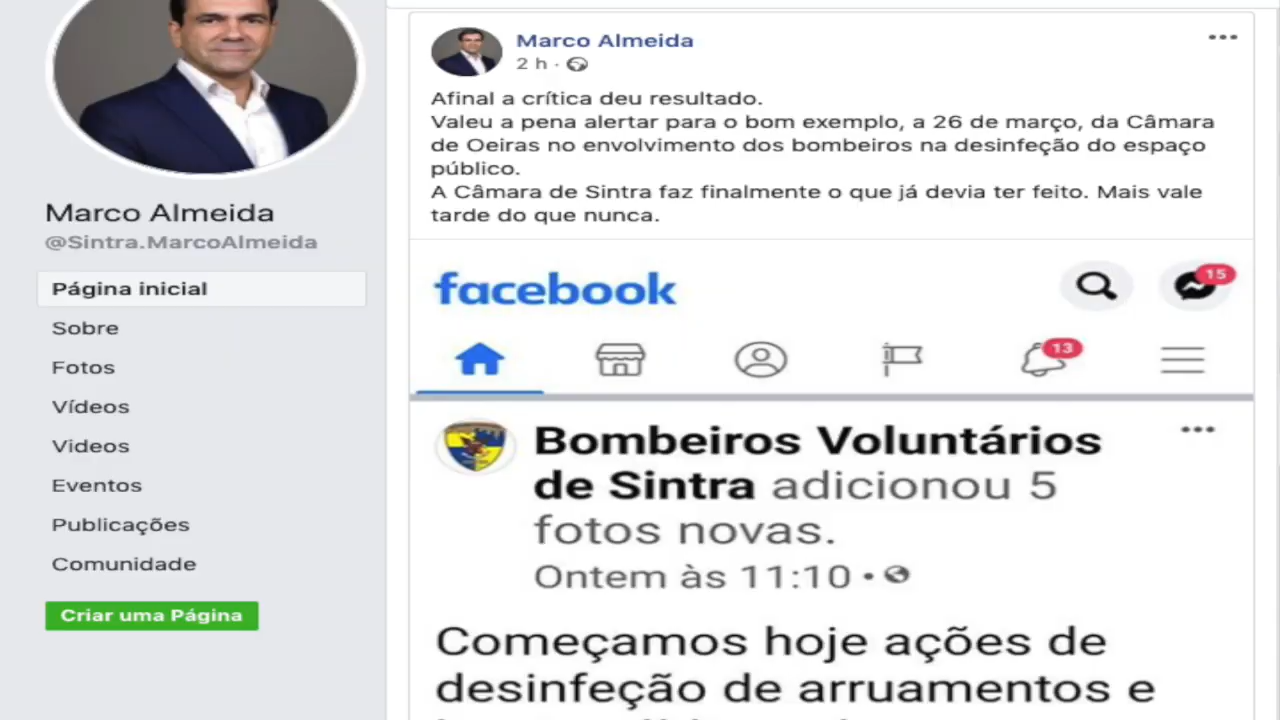 Marco Almeida
@Sintra.MarcoAlmeida
Página inicial
Sobre
Fotos
Vídeos
Videos
Eventos
Publicações
Comunidade
Criar uma Página
Marco Almeida
2 h ·
Afinal a crítica deu resultado.
Valeu a pena alertar para o bom exemplo, a 26 de março, da Câmara
de Oeiras no envolvimento dos bombeiros na desinfeção do espaço
público.
A Câmara de Sintra faz finalmente o que já devia ter feito. Mais vale
tarde do que nunca.
facebook
15
13
Bombeiros Voluntários
de Sintra adicionou 5
fotos novas.
Ontem às 11:10 •
Começamos hoje ações de
desinfeção de arruamentos e